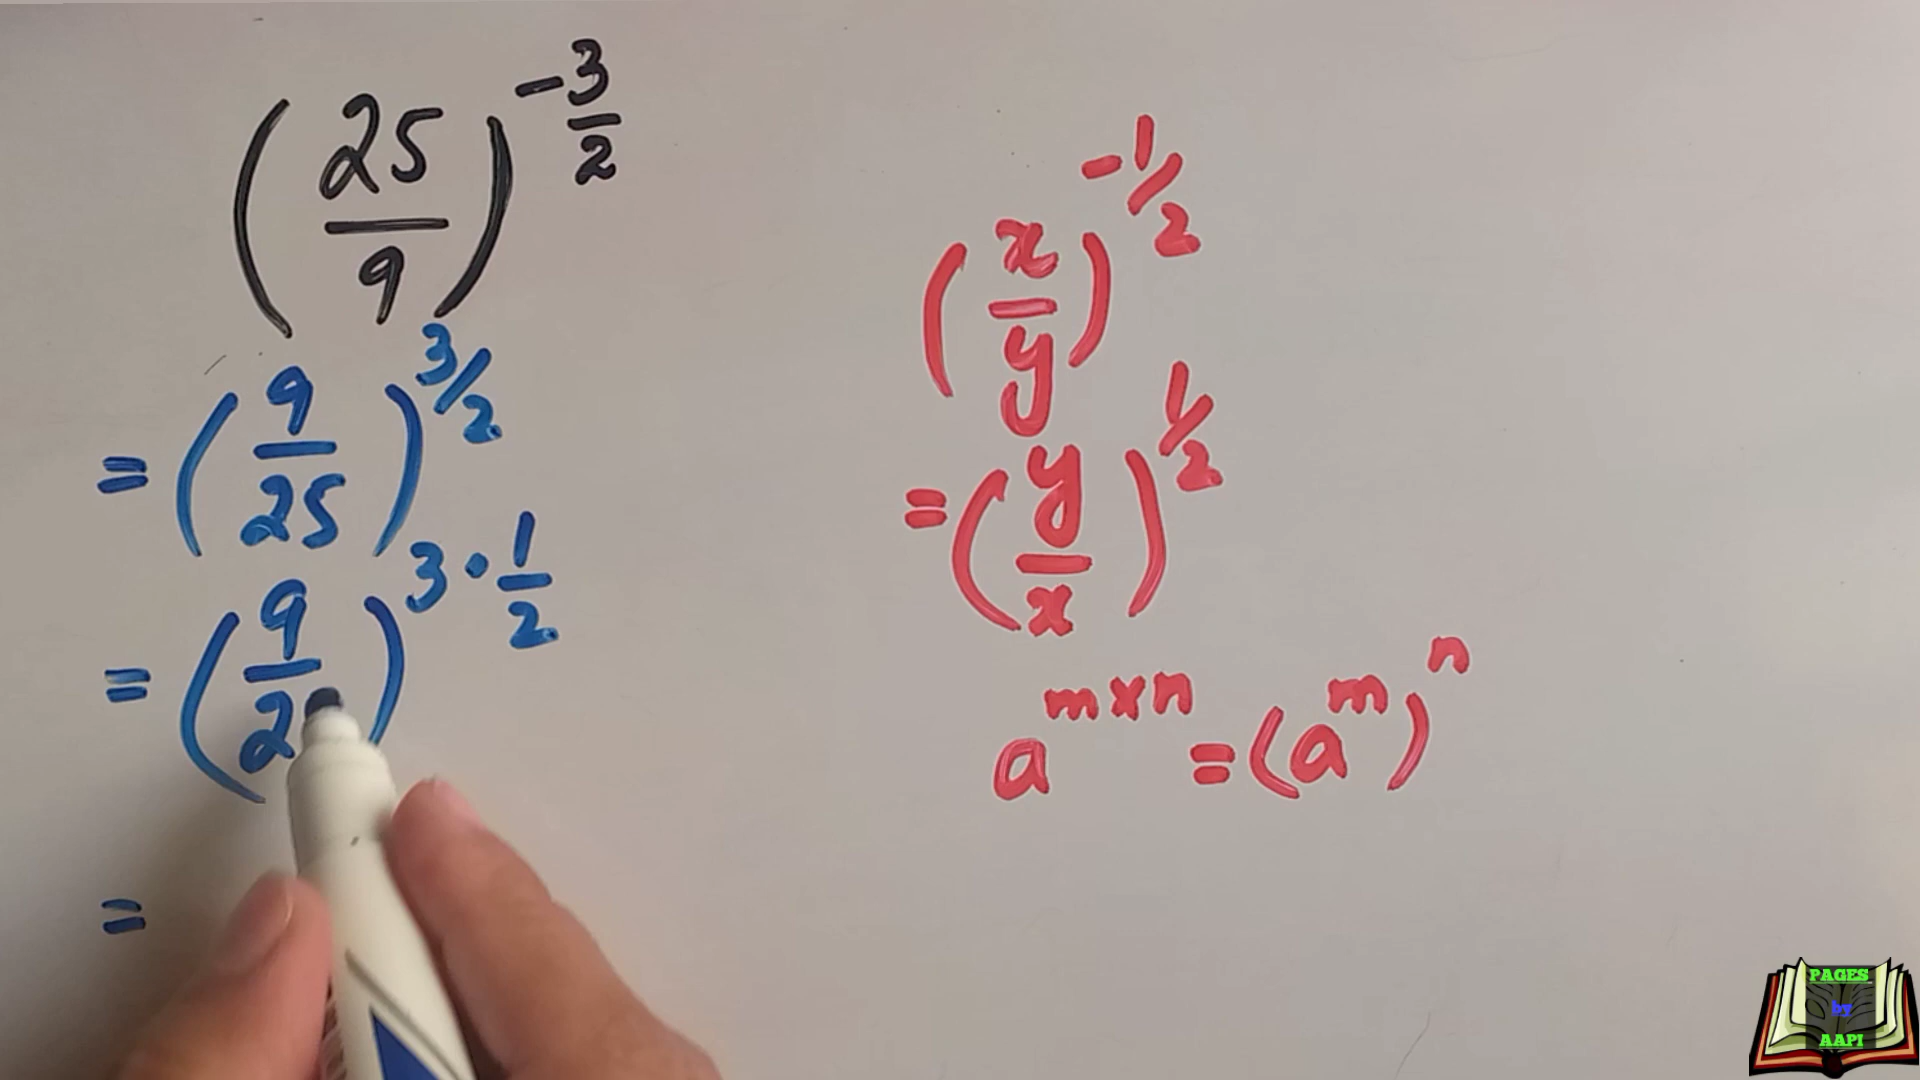 (25/9)^-3/2
= (9/25)^3/2
= (9/2 )^3·1/2
=
(x/y)^-1/2
= (y/x)^1/2
a^m×n = (a^m)^n
PAGES
by
AAPI